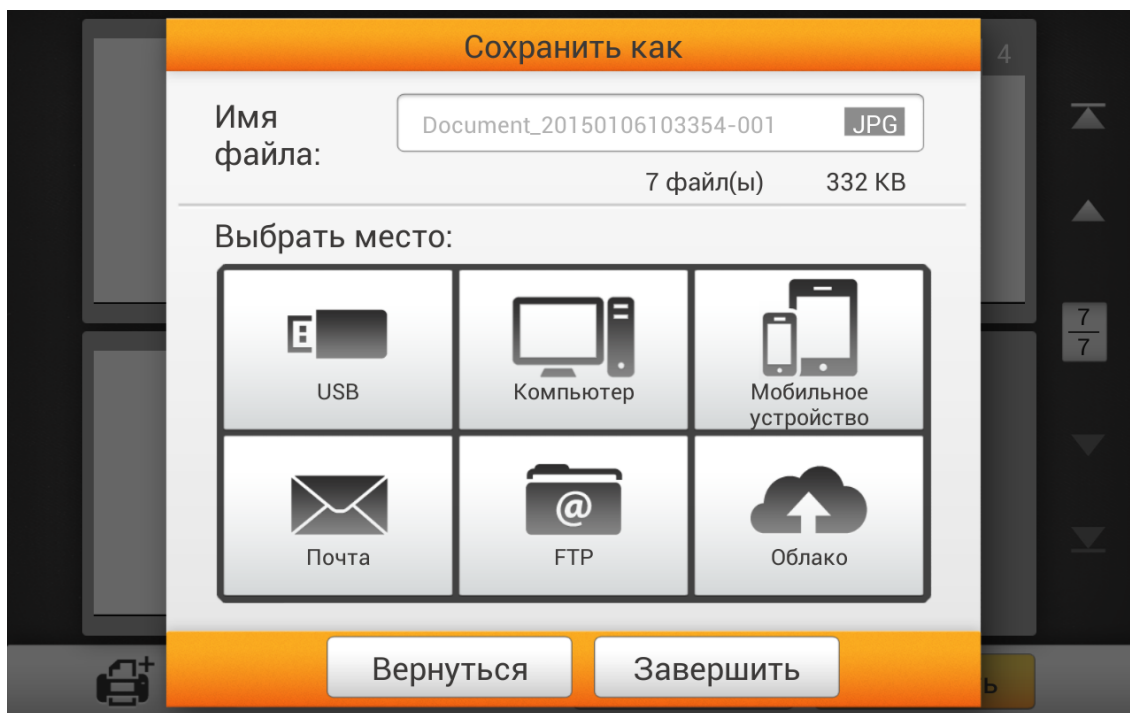 Сохранить как
4
Имя
файла:
Document_20150106103354-001 JPG
7 файл(ы) 332 KB
Выбрать место:
7
7
USB
Компьютер
Мобильное
устройство
Почта
@
FTP
Облако
Вернуться
Завершить
ь